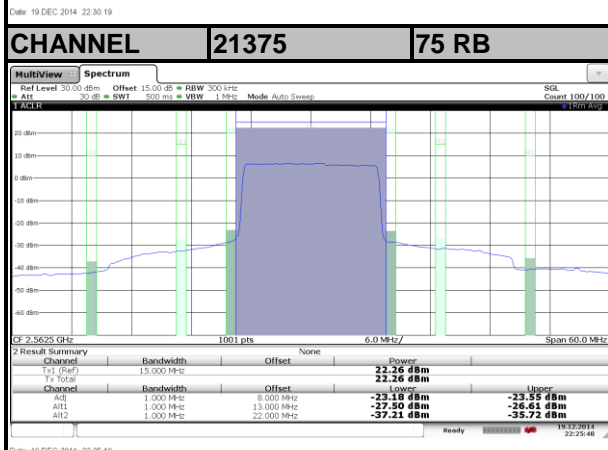 Date: 19.DEC.2014 22:30:19
CHANNEL 21375 75 RB
MultiView Spectrum
Ref Level 30.00 dBm Offset 15.00 dB RBW 300 kHz SGL
Att 30 dB SWT 500 ms VBW 1 MHz Mode Auto Sweep Count 100/100
1 ACLR 1Rm Avg
20 dBm
10 dBm
0 dBm
-10 dBm
-20 dBm
-30 dBm
-40 dBm
-50 dBm
-60 dBm
CF 2.5625 GHz 1001 pts 6.0 MHz/ Span 60.0 MHz
2 Result Summary None
Channel Bandwidth Offset Power
Tx1 (Ref) 15.000 MHz 22.26 dBm
Tx Total 22.26 dBm
Channel Bandwidth Offset Lower Upper
Adj 1.000 MHz 8.000 MHz -23.18 dBm -23.55 dBm
Alt1 1.000 MHz 13.000 MHz -27.50 dBm -26.61 dBm
Alt2 1.000 MHz 22.000 MHz -37.21 dBm -35.72 dBm
Ready 19.12.2014
22:25:48